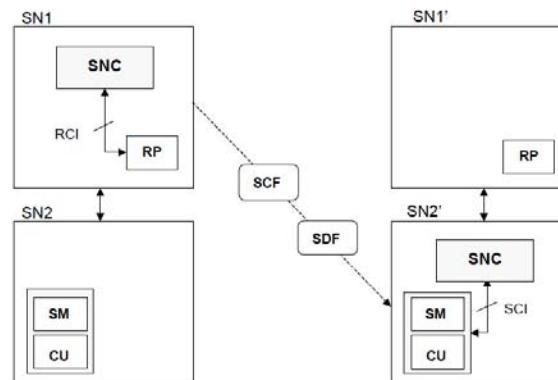 SN1
SNC
RCI
RP
SN1’
RP
SCF
SDF
SN2
SM
CU
SN2’
SNC
SCI
SM
CU